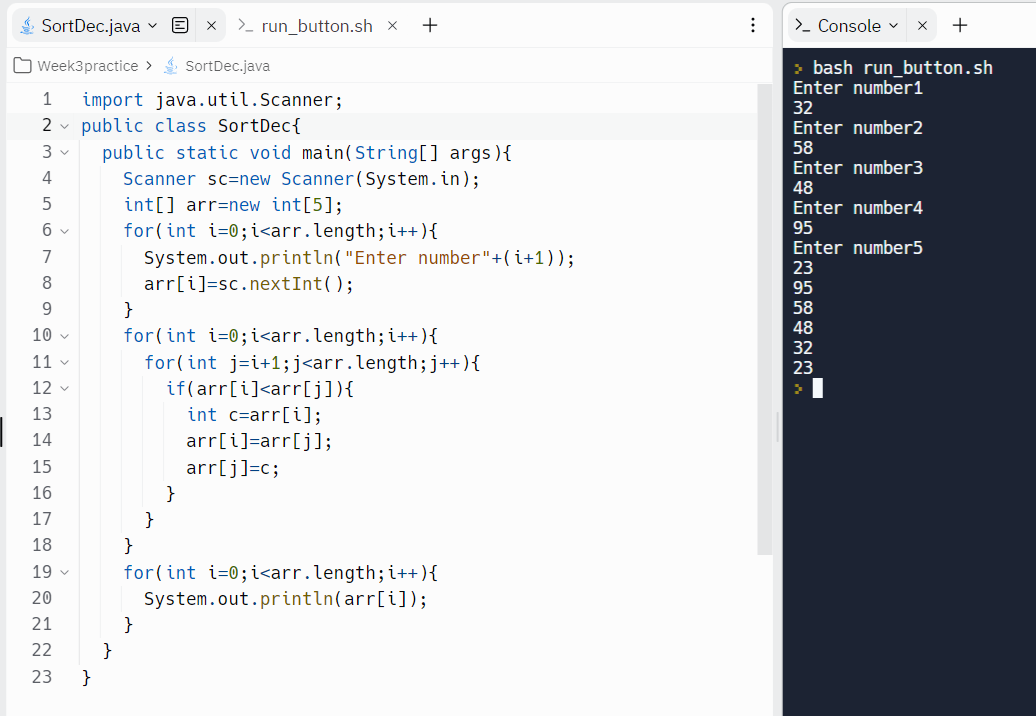 SortDec.java
run_button.sh
Week3practice > SortDec.java
1 import java.util.Scanner;
2 public class SortDec{
3 public static void main(String[] args){
4 Scanner sc=new Scanner(System.in);
5 int[] arr=new int[5];
6 for(int i=0;i<arr.length;i++){
7 System.out.println("Enter number"+(i+1));
8 arr[i]=sc.nextInt();
9 }
10 for(int i=0;i<arr.length;i++){
11 for(int j=i+1;j<arr.length;j++){
12 if(arr[i]<arr[j]){
13 int c=arr[i];
14 arr[i]=arr[j];
15 arr[j]=c;
16 }
17 }
18 }
19 for(int i=0;i<arr.length;i++){
20 System.out.println(arr[i]);
21 }
22 }
23 }
Console
> bash run_button.sh
Enter number1
32
Enter number2
58
Enter number3
48
Enter number4
95
Enter number5
23
95
58
48
32
23
>